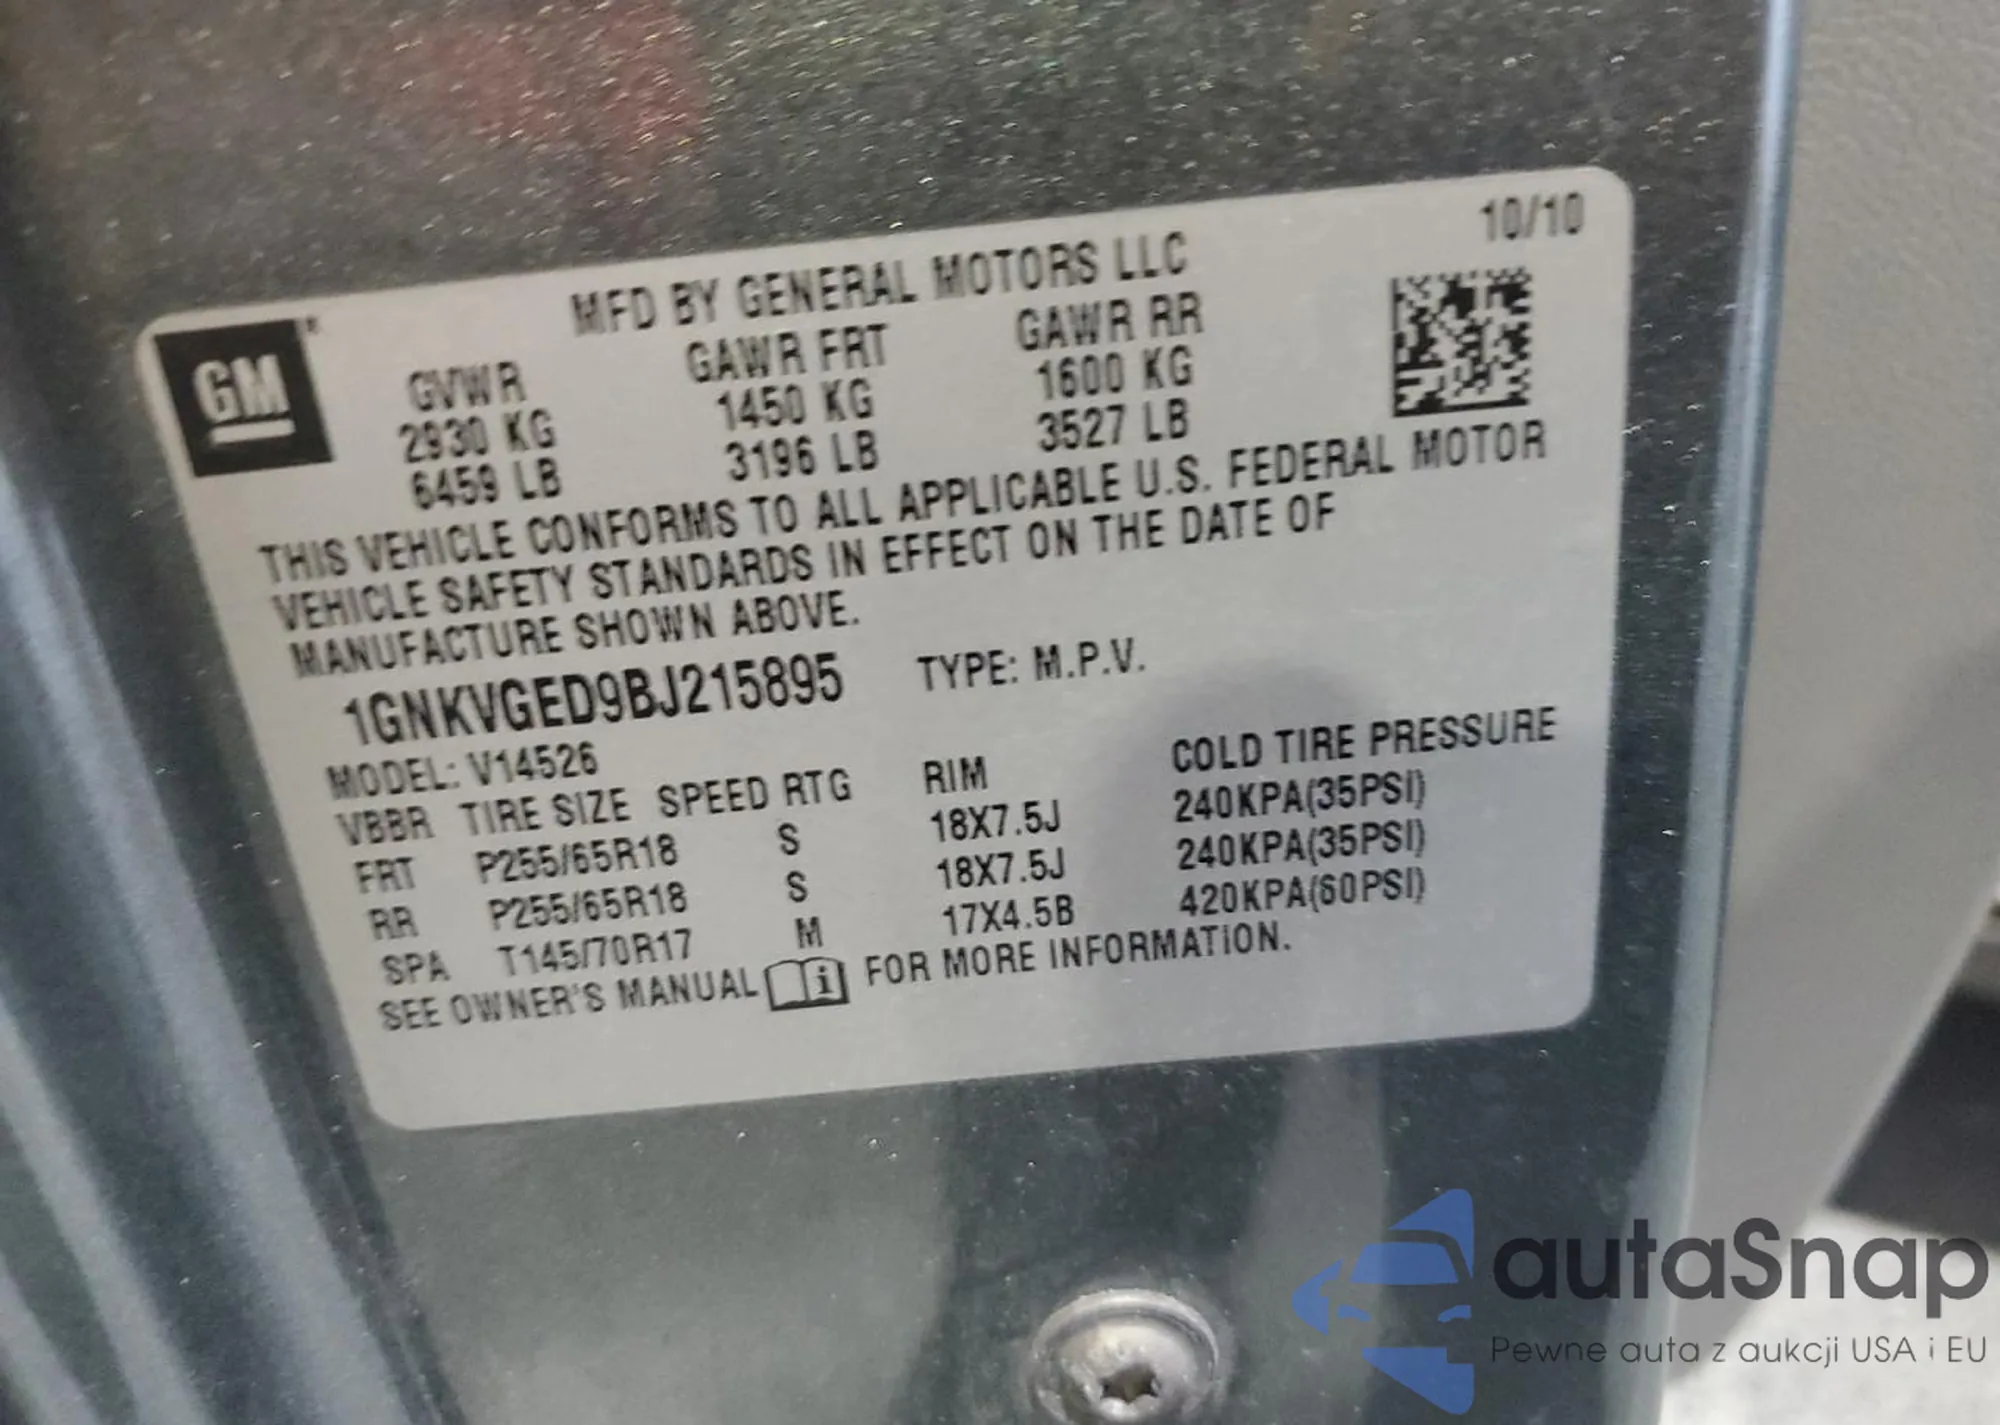 10/10
MFD BY GENERAL MOTORS LLC
GM
GVWR GAWR FRT GAWR RR
2930 KG 1450 KG 1600 KG
6459 LB 3196 LB 3527 LB
THIS VEHICLE CONFORMS TO ALL APPLICABLE U.S. FEDERAL MOTOR
VEHICLE SAFETY STANDARDS IN EFFECT ON THE DATE OF
MANUFACTURE SHOWN ABOVE.
1GNKVGED9BJ215895 TYPE: M.P.V.
MODEL: V14526
VBBR TIRE SIZE SPEED RTG RIM COLD TIRE PRESSURE
FRT P255/65R18 S 18X7.5J 240KPA(35PSI)
RR P255/65R18 S 18X7.5J 240KPA(35PSI)
SPA T145/70R17 M 17X4.5B 420KPA(60PSI)
SEE OWNER'S MANUAL i FOR MORE INFORMATION.
autaSnap
Pewne auta z aukcji USA i EU